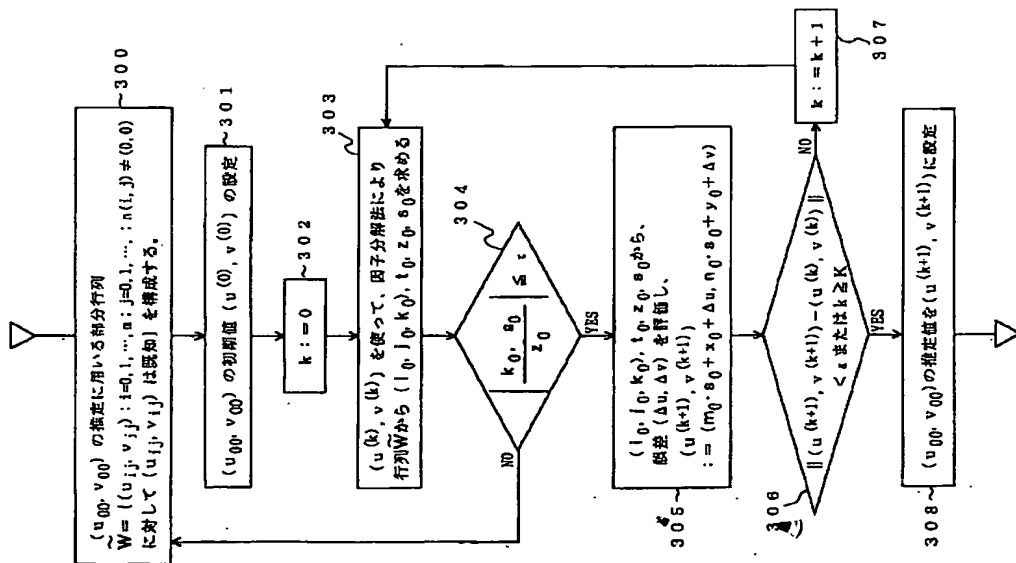 (u₀₀, v₀₀) の推定に用いる部分行列
W̃=((uᵢⱼ, vᵢⱼ) : i=0, 1, …, m ; j=0, 1, …, n : (i, j) ≠ (0, 0)
に対して (uᵢⱼ, vᵢⱼ) は既知] を構成する。
~300
(u₀₀, v₀₀) の初期値 (u⁽⁰⁾, v⁽⁰⁾) の設定
~301
k : = 0
~302
303
(u⁽ᵏ⁾, v⁽ᵏ⁾) を使って、因子分解法により
行列W̃から (i₀, j₀, k₀), t₀, z₀, s₀を求める
304
| k₀, s₀ / z₀ | ≦ τ
NO
YES
(i₀, j₀, k₀), t₀, z₀, s₀から、
誤差 (Δu, Δv) を評価し、
(u⁽ᵏ⁺¹⁾, v⁽ᵏ⁺¹⁾)
: = (m₀·s₀+x₀+Δu, n₀·s₀+y₀+Δv)
305
306
∥(u⁽ᵏ⁺¹⁾, v⁽ᵏ⁺¹⁾)−(u⁽ᵏ⁾, v⁽ᵏ⁾)∥
<ε または k≧K
NO
YES
k : = k+1
307
(u₀₀, v₀₀) の推定値を (u⁽ᵏ⁺¹⁾, v⁽ᵏ⁺¹⁾) に設定
308~